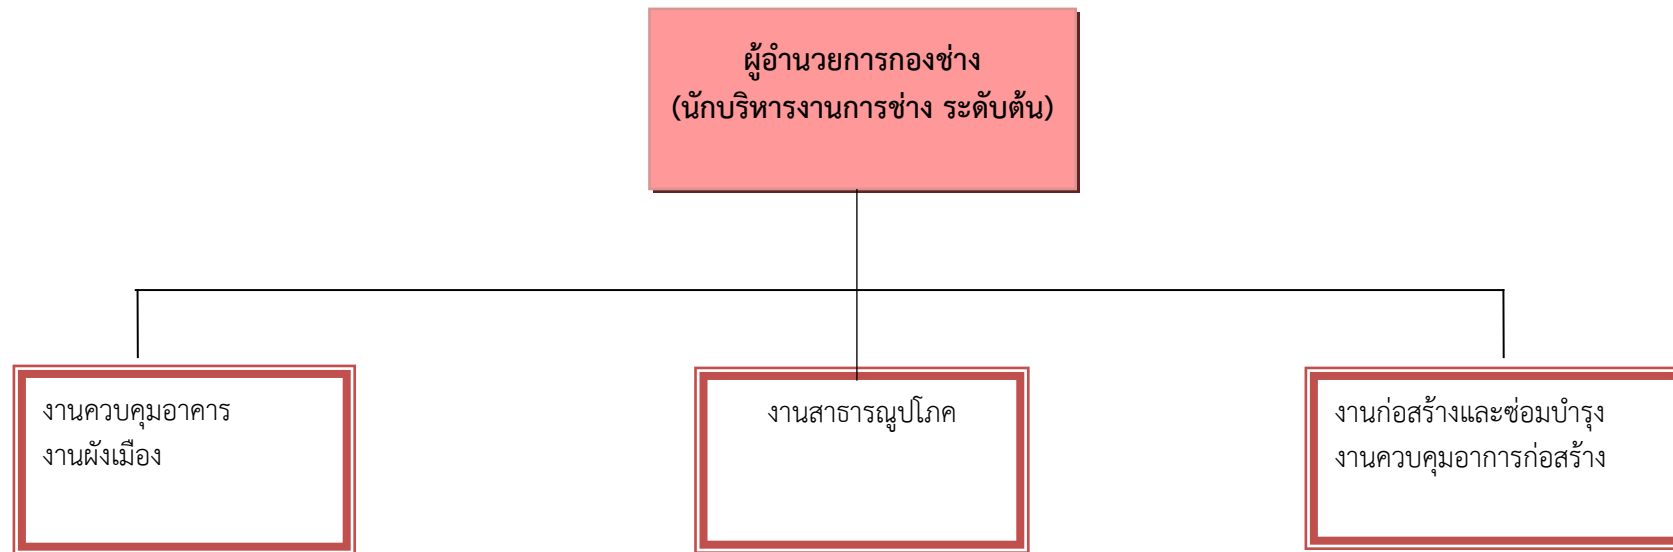 ผู้อำนวยการกองช่าง
(นักบริหารงานการช่าง ระดับต้น)
งานควบคุมอาคาร
งานผังเมือง
งานสาธารณูปโภค
งานก่อสร้างและซ่อมบำรุง
งานควบคุมอาการก่อสร้าง